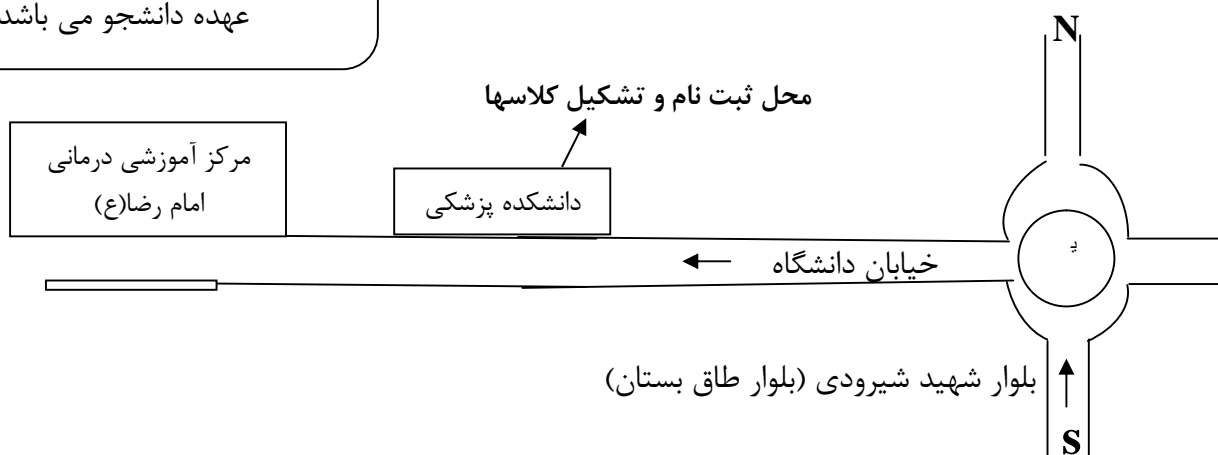 عهده دانشجو می باشد
N
محل ثبت نام و تشکیل کلاسها
مرکز آموزشی درمانی
امام رضا(ع)
دانشکده پزشکی
خیابان دانشگاه
بلوار شهید شیرودی (بلوار طاق بستان)
S